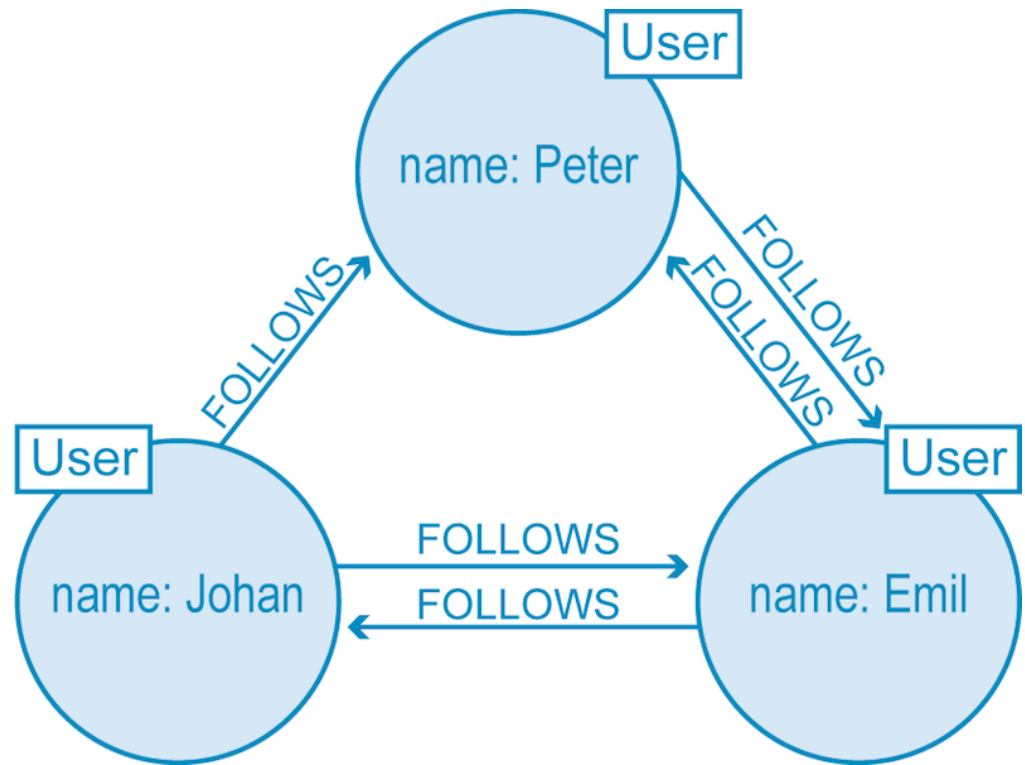 User
name: Peter
FOLLOWS
FOLLOWS
FOLLOWS
User
User
FOLLOWS
name: Johan
name: Emil
FOLLOWS